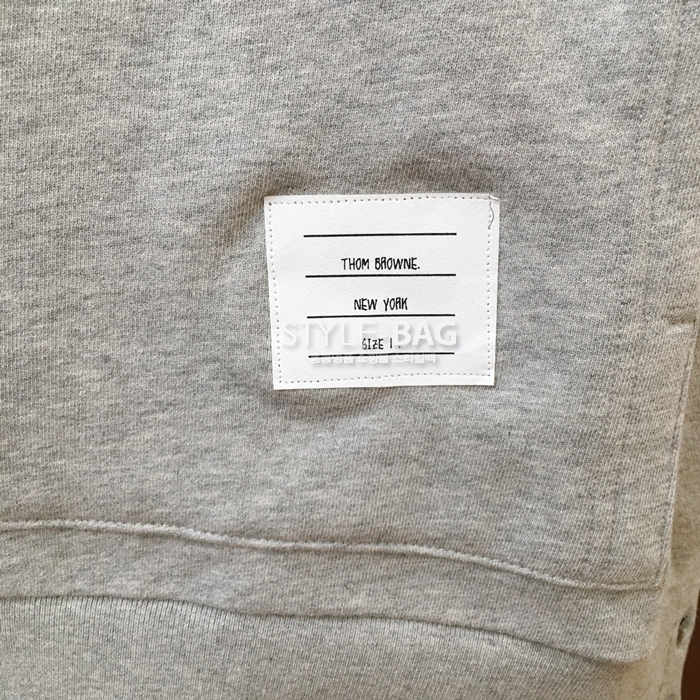 THOM BROWNE.
NEW YORK
STYLE BAG
SIZE 1.